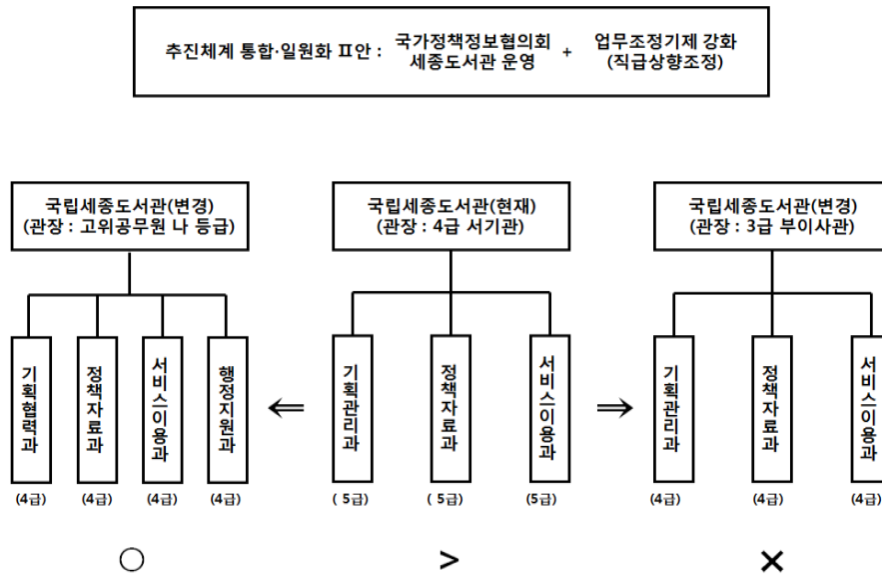 추진체계 통합·일원화 Ⅱ안 : 국가정책정보협의회 세종도서관 운영 + 업무조정기제 강화 (직급상향조정)
국립세종도서관(변경)
(관장 : 고위공무원 나 등급)
국립세종도서관(현재)
(관장 : 4급 서기관)
국립세종도서관(변경)
(관장 : 3급 부이사관)
기획협력과
정책자료과
서비스이용과
행정지원과
⇐
기획관리과
정책자료과
서비스이용과
⇒
기획관리과
정책자료과
서비스이용과
(4급)
(4급)
(4급)
(4급)
( 5급)
( 5급)
(5급)
(4급)
(4급)
(4급)
○
>
×